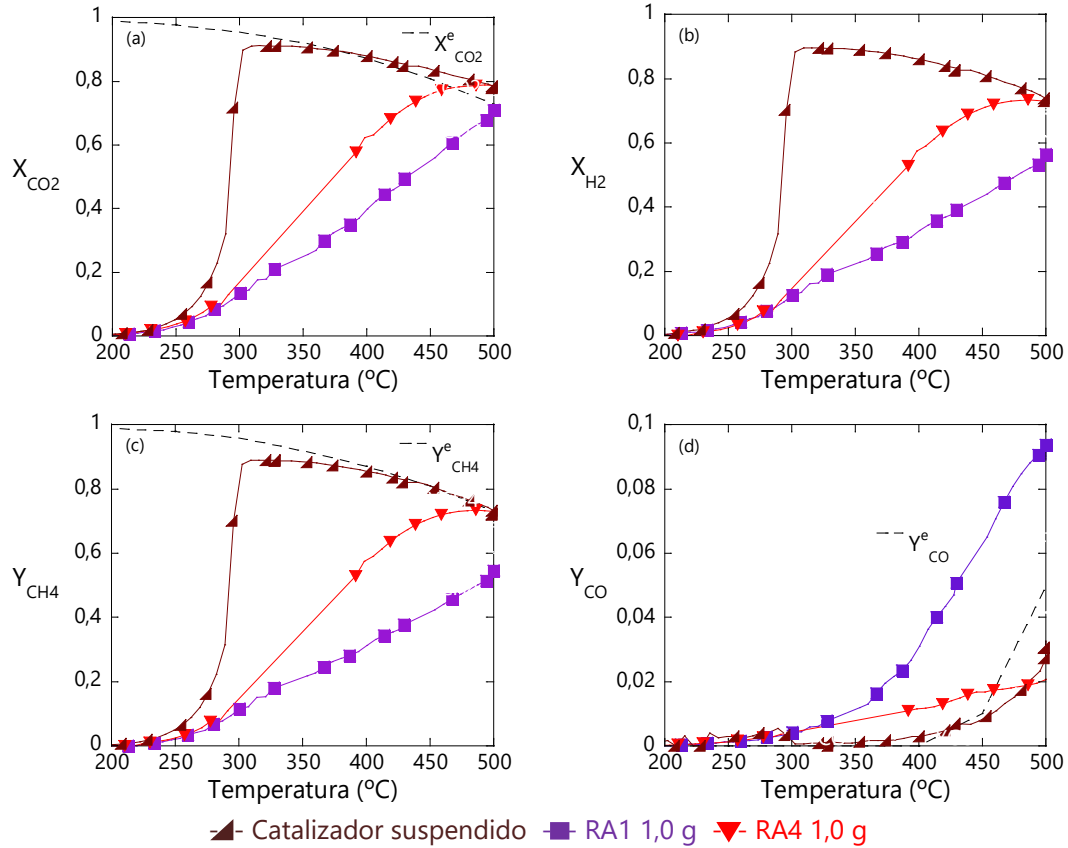 (a)
X^e_CO2
1
0,8
0,6
0,4
0,2
0
X_CO2
200 250 300 350 400 450 500
Temperatura (ºC)
(b)
1
0,8
0,6
0,4
0,2
0
X_H2
200 250 300 350 400 450 500
Temperatura (ºC)
(c)
Y^e_CH4
1
0,8
0,6
0,4
0,2
0
Y_CH4
200 250 300 350 400 450 500
Temperatura (ºC)
(d)
Y^e_CO
0,1
0,08
0,06
0,04
0,02
0
Y_CO
200 250 300 350 400 450 500
Temperatura (ºC)
Catalizador suspendido RA1 1,0 g RA4 1,0 g